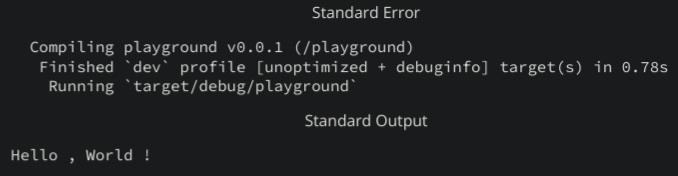 Standard Error
Compiling playground v0.0.1 (/playground)
Finished `dev` profile [unoptimized + debuginfo] target(s) in 0.78s
Running `target/debug/playground`
Standard Output
Hello , World !